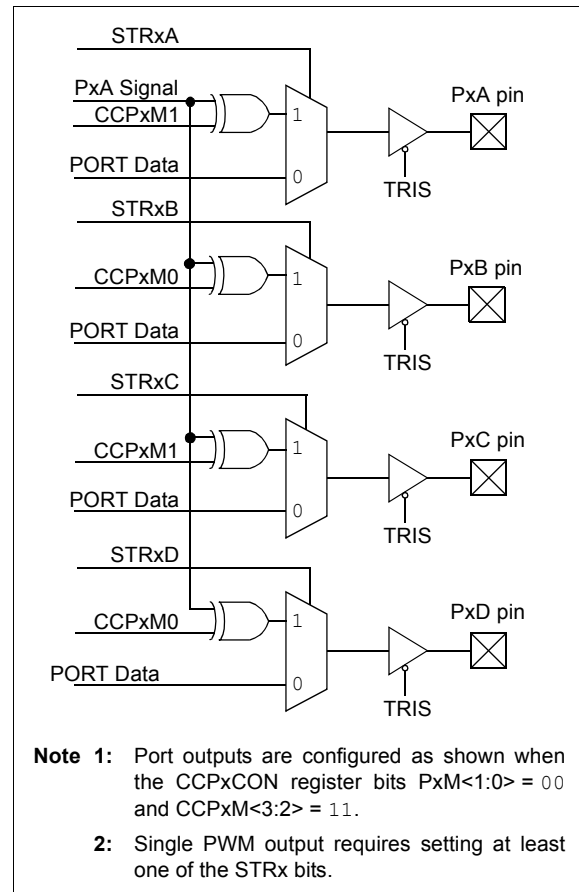 STRxA
PxA Signal
PxA pin
CCPxM1
1
PORT Data
0
TRIS
STRxB
PxB pin
CCPxM0
1
PORT Data
0
TRIS
STRxC
PxC pin
CCPxM1
1
PORT Data
0
TRIS
STRxD
PxD pin
CCPxM0
1
PORT Data
0
TRIS
Note 1: Port outputs are configured as shown when
the CCPxCON register bits PxM<1:0> = 00
and CCPxM<3:2> = 11.
2: Single PWM output requires setting at least
one of the STRx bits.